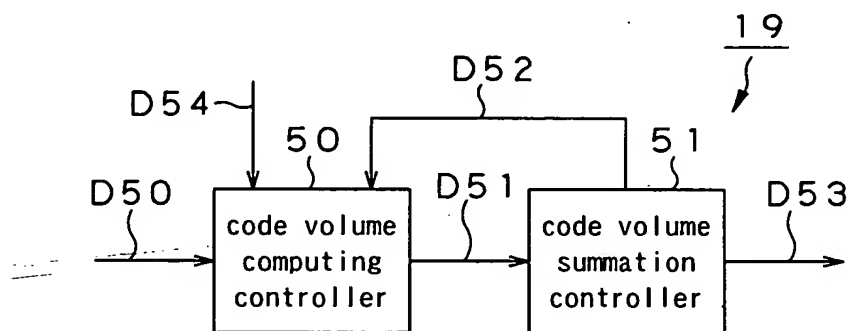 19
D54
D52
50
51
D50
D51
D53
code volume
computing
controller
code volume
summation
controller